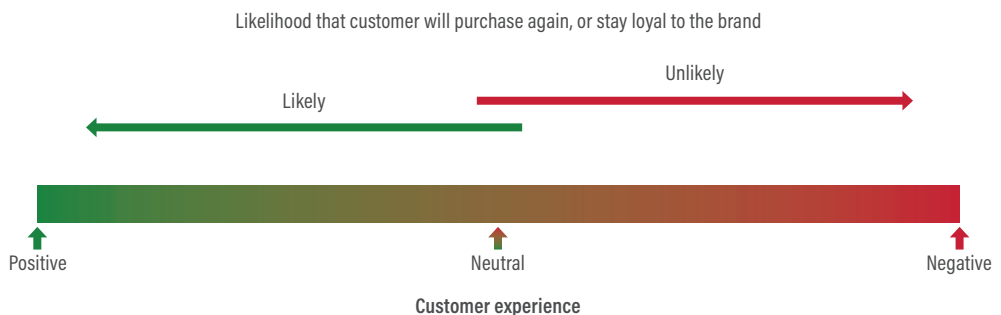 Likelihood that customer will purchase again, or stay loyal to the brand
Unlikely
Likely
Positive
Neutral
Negative
Customer experience